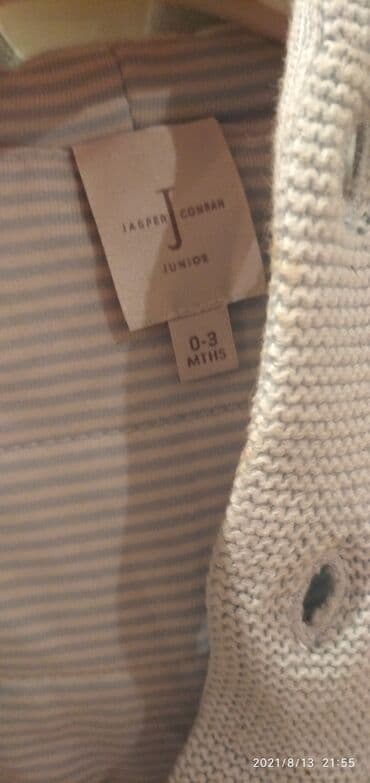 JASPER J CONRAN
JUNIOR
0-3
MTHS
2021/8/13 21:55